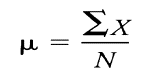 μ = ΣX / N